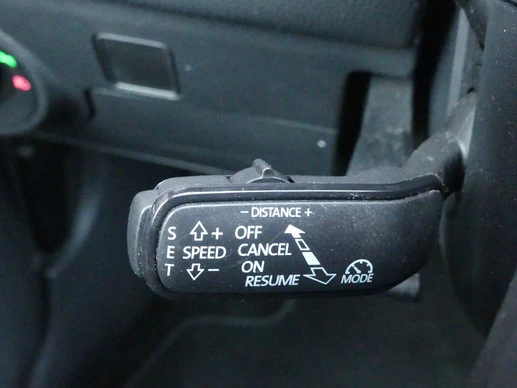 − DISTANCE +
S + OFF
E SPEED CANCEL
T − ON
RESUME MODE